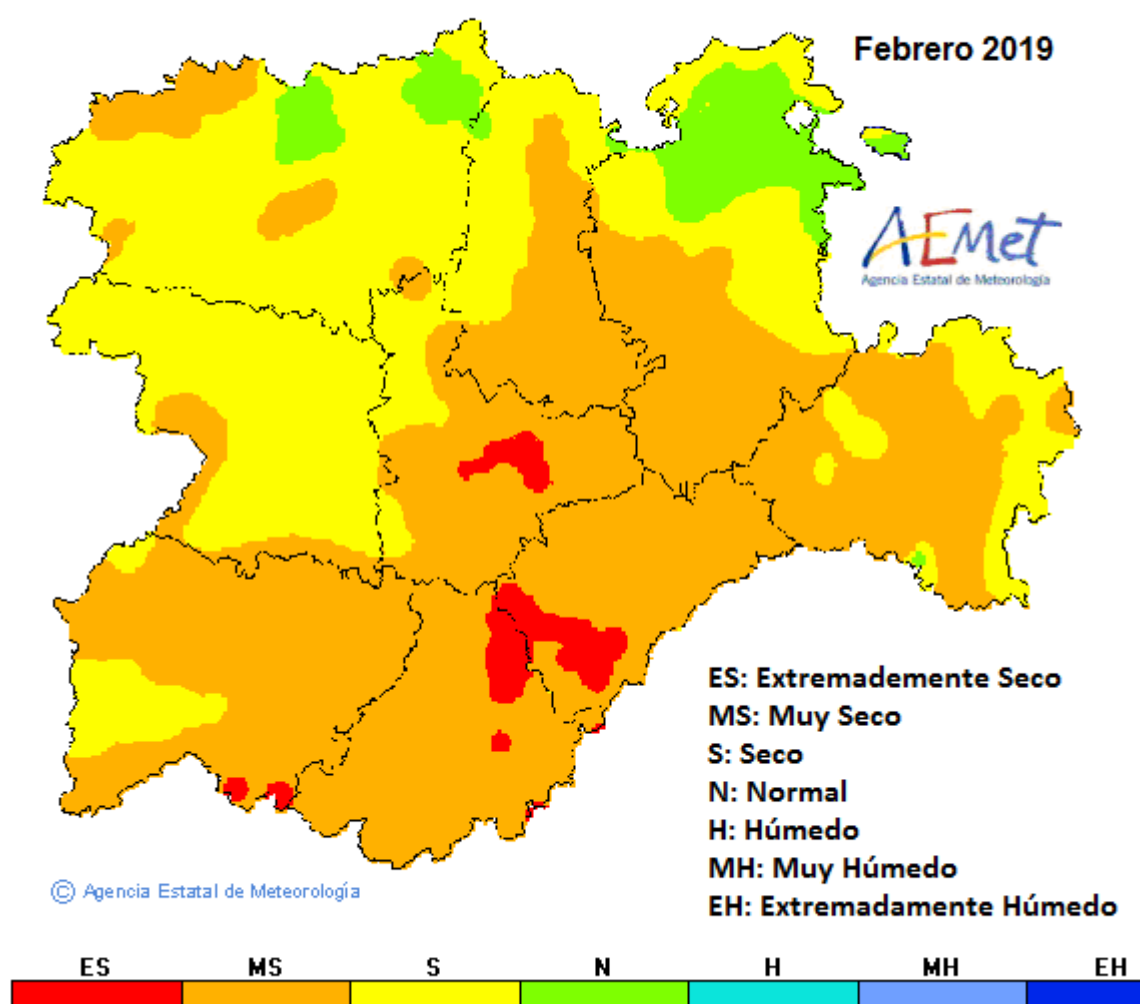 Febrero 2019
AEMet
Agencia Estatal de Meteorología
ES: Extremademente Seco
MS: Muy Seco
S: Seco
N: Normal
H: Húmedo
MH: Muy Húmedo
EH: Extremadamente Húmedo
© Agencia Estatal de Meteorología
ES MS S N H MH EH